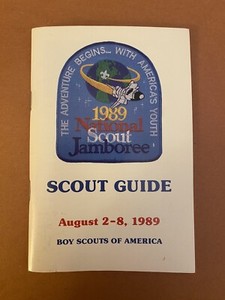 THE ADVENTURE BEGINS... WITH AMERICA'S YOUTH
1989
National
Scout
Jamboree
SCOUT GUIDE
August 2-8, 1989
BOY SCOUTS OF AMERICA